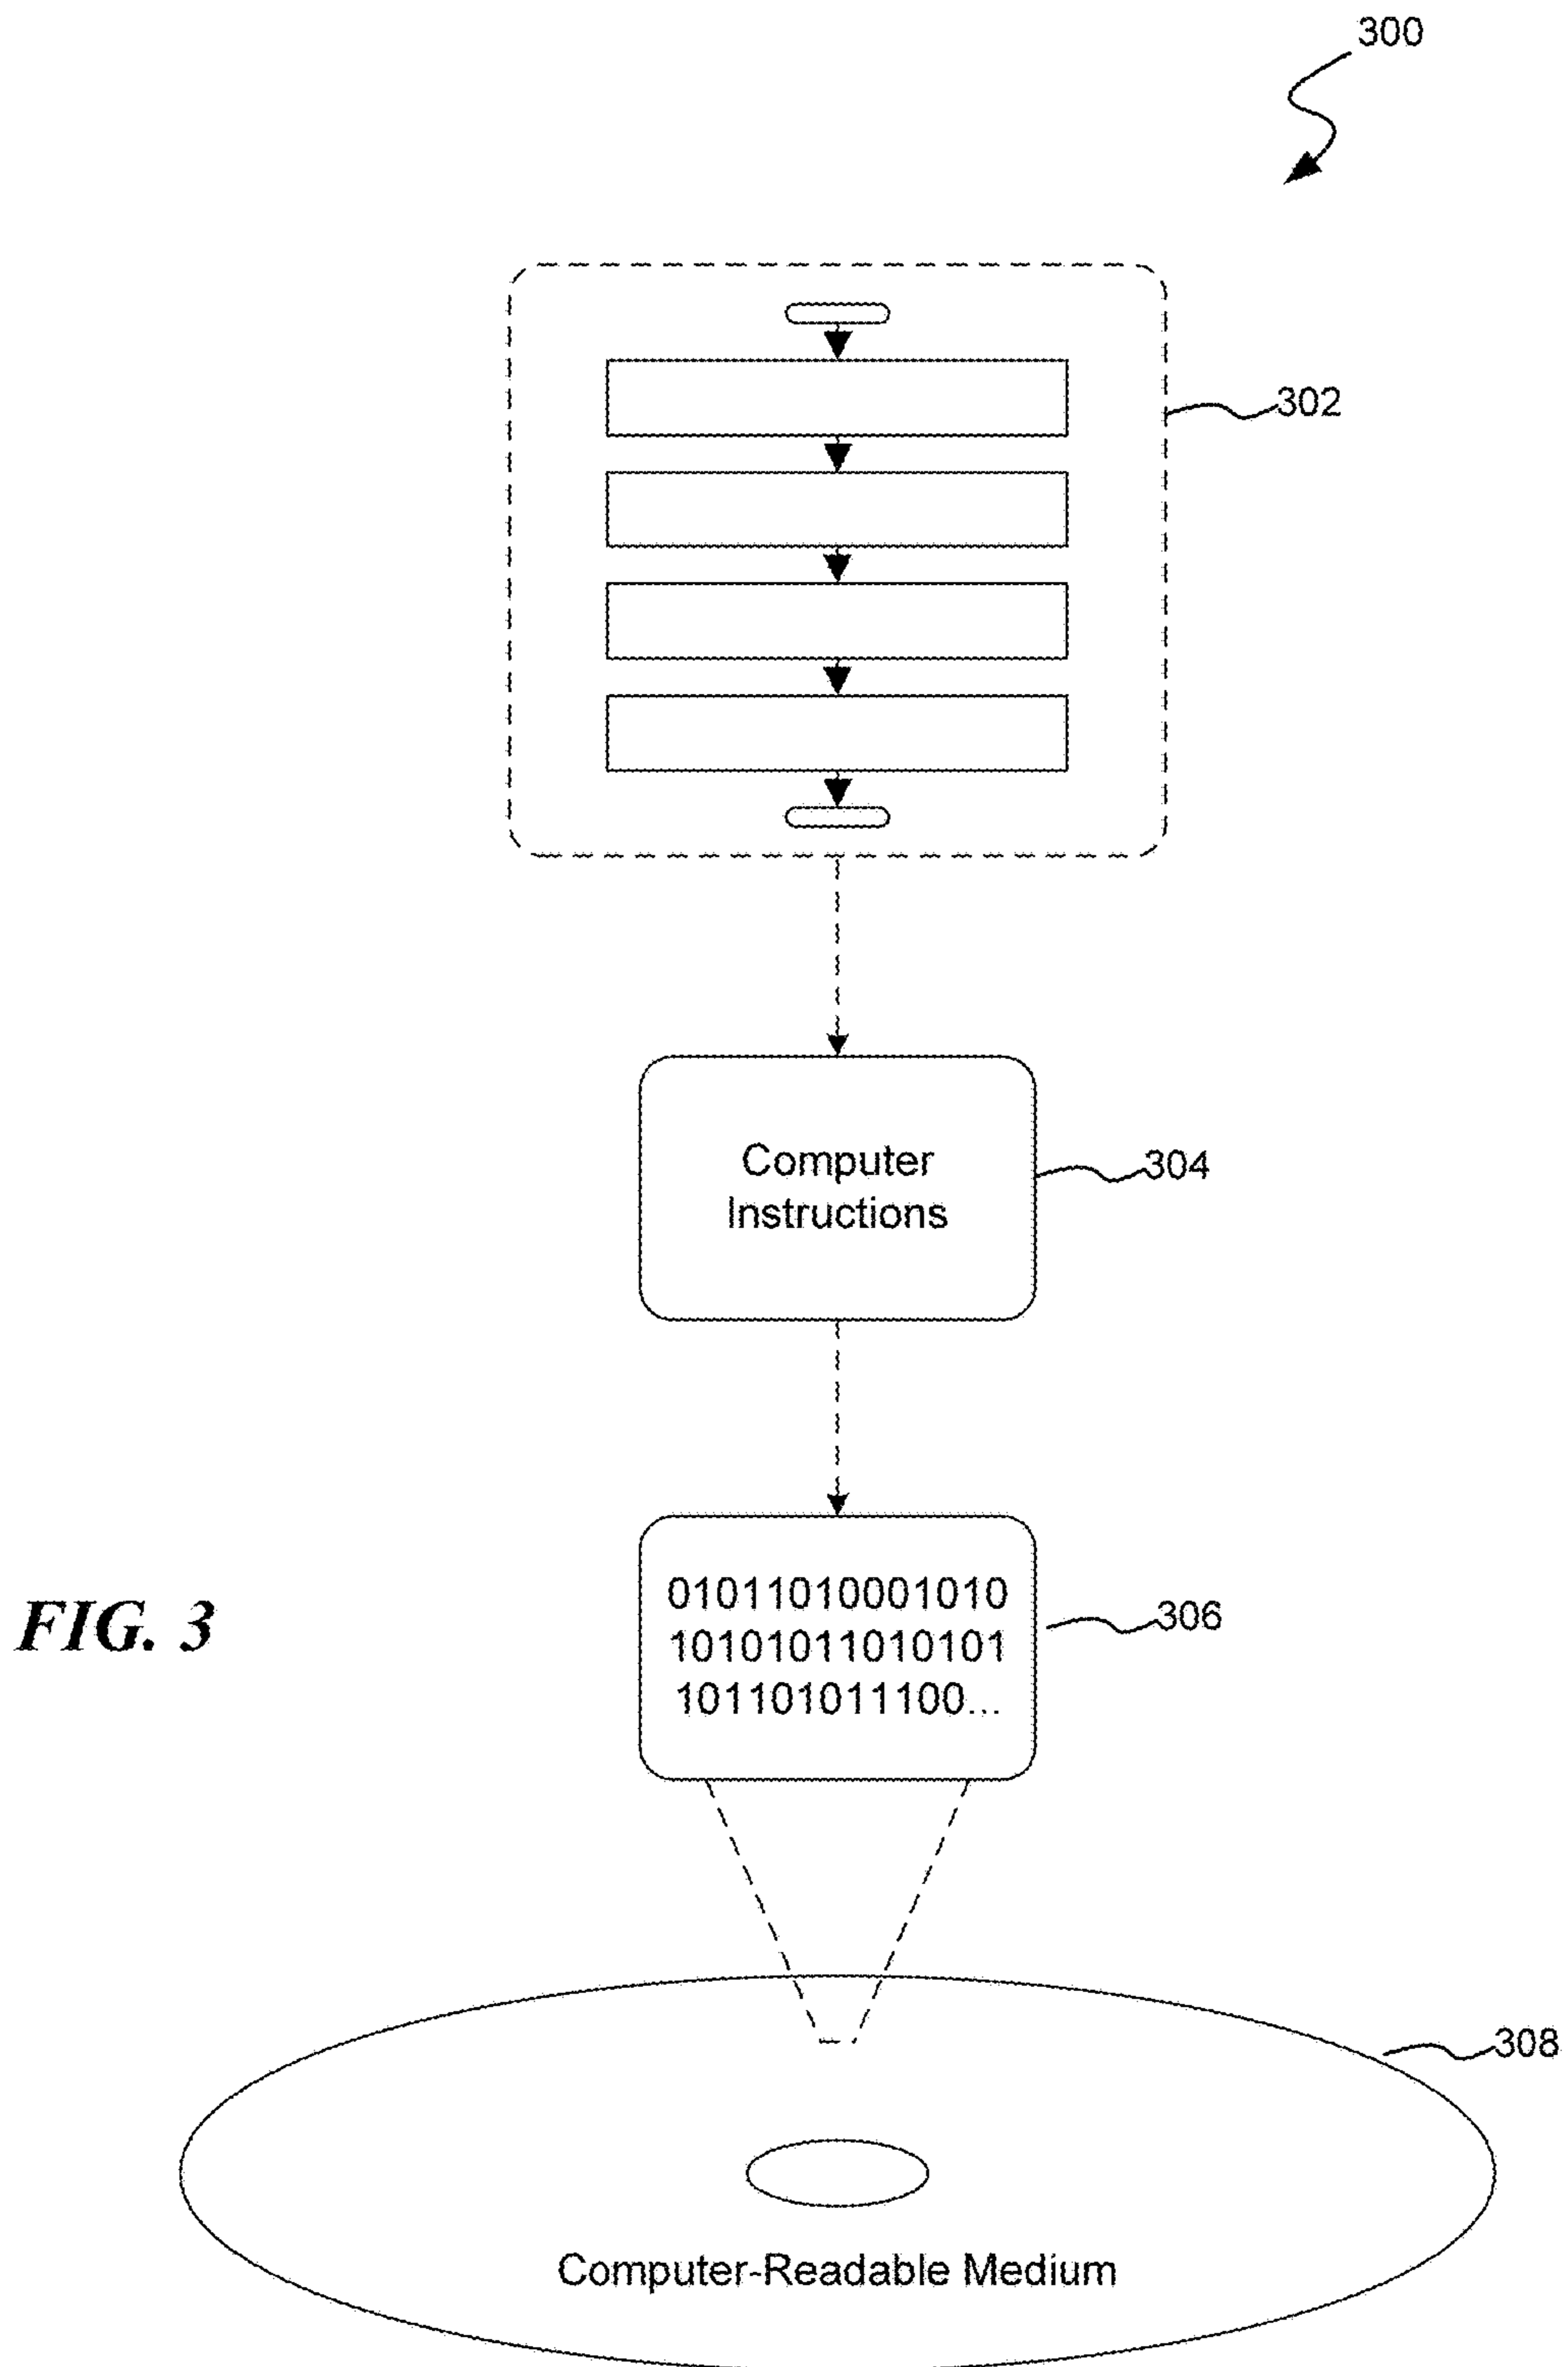 300
302
Computer
Instructions
304
01011010001010
10101011010101
101101011100...
306
FIG. 3
308
Computer-Readable Medium